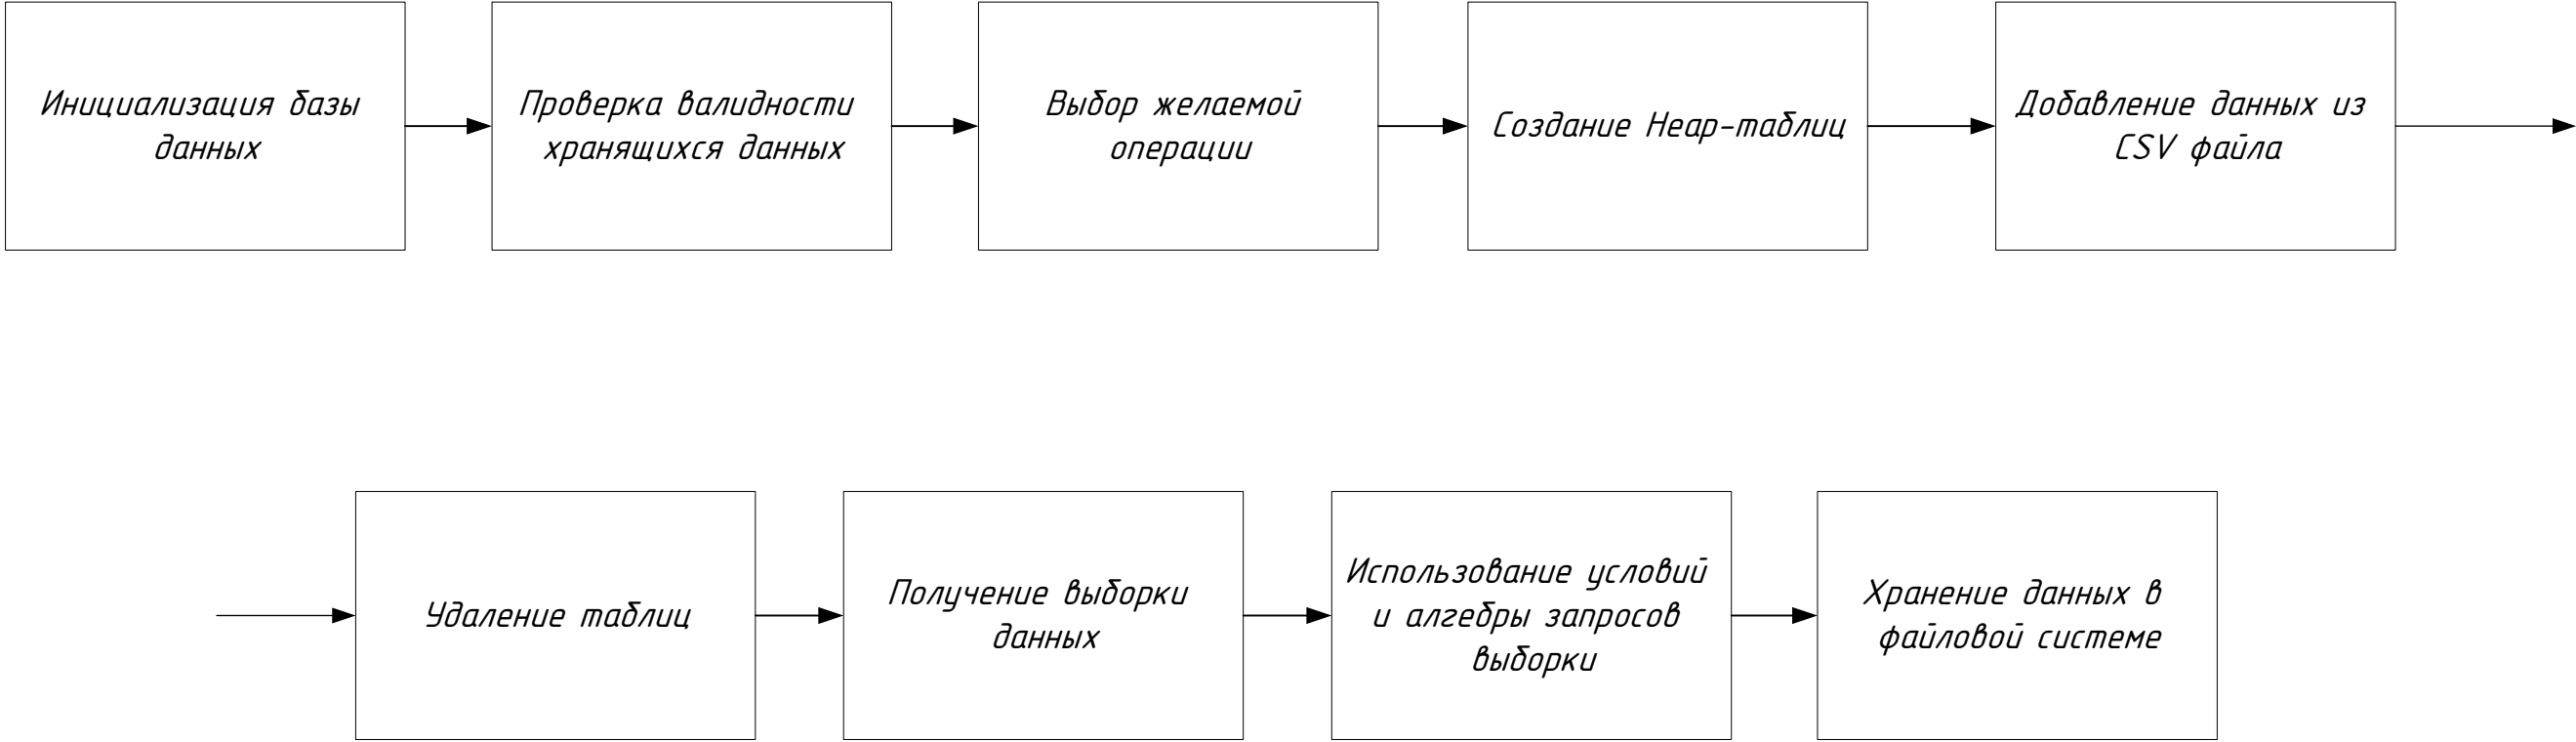 Инициализация базы
данных
Проверка валидности
хранящихся данных
Выбор желаемой
операции
Создание Heap-таблиц
Добавление данных из
CSV файла
Удаление таблиц
Получение выборки
данных
Использование условий
и алгебры запросов
выборки
Хранение данных в
файловой системе